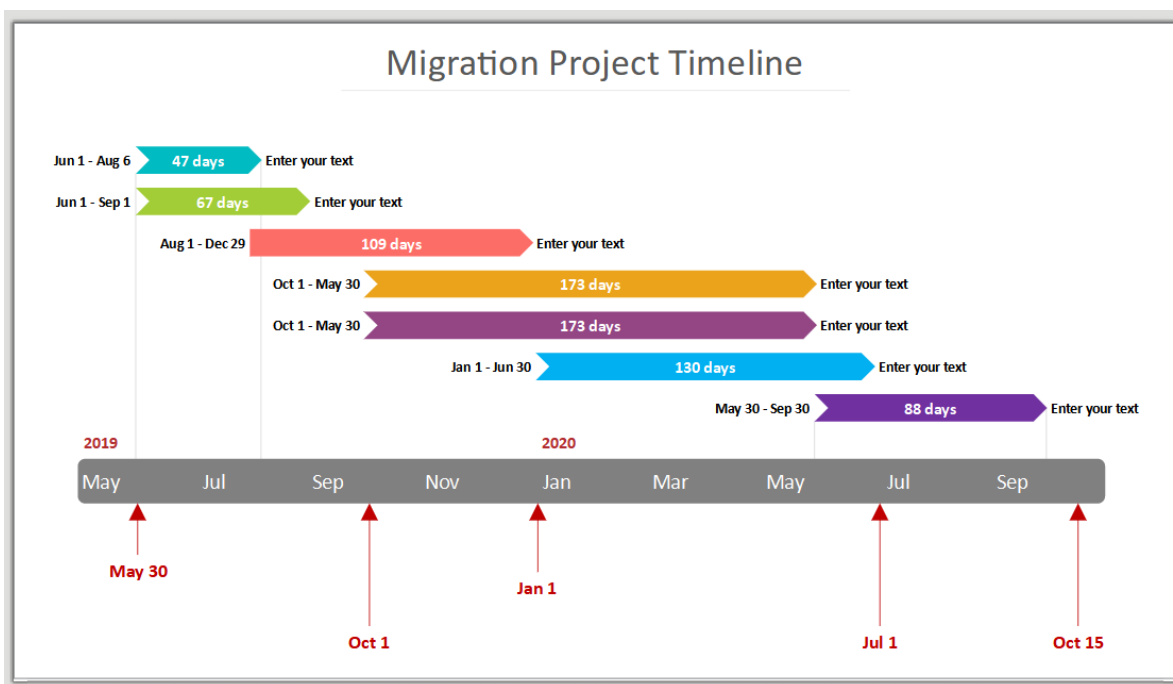 Migration Project Timeline
Jun 1 - Aug 6 47 days Enter your text
Jun 1 - Sep 1 67 days Enter your text
Aug 1 - Dec 29 109 days Enter your text
Oct 1 - May 30 173 days Enter your text
Oct 1 - May 30 173 days Enter your text
Jan 1 - Jun 30 130 days Enter your text
May 30 - Sep 30 88 days Enter your text
2019 2020
May Jul Sep Nov Jan Mar May Jul Sep
May 30
Jan 1
Oct 1 Jul 1 Oct 15